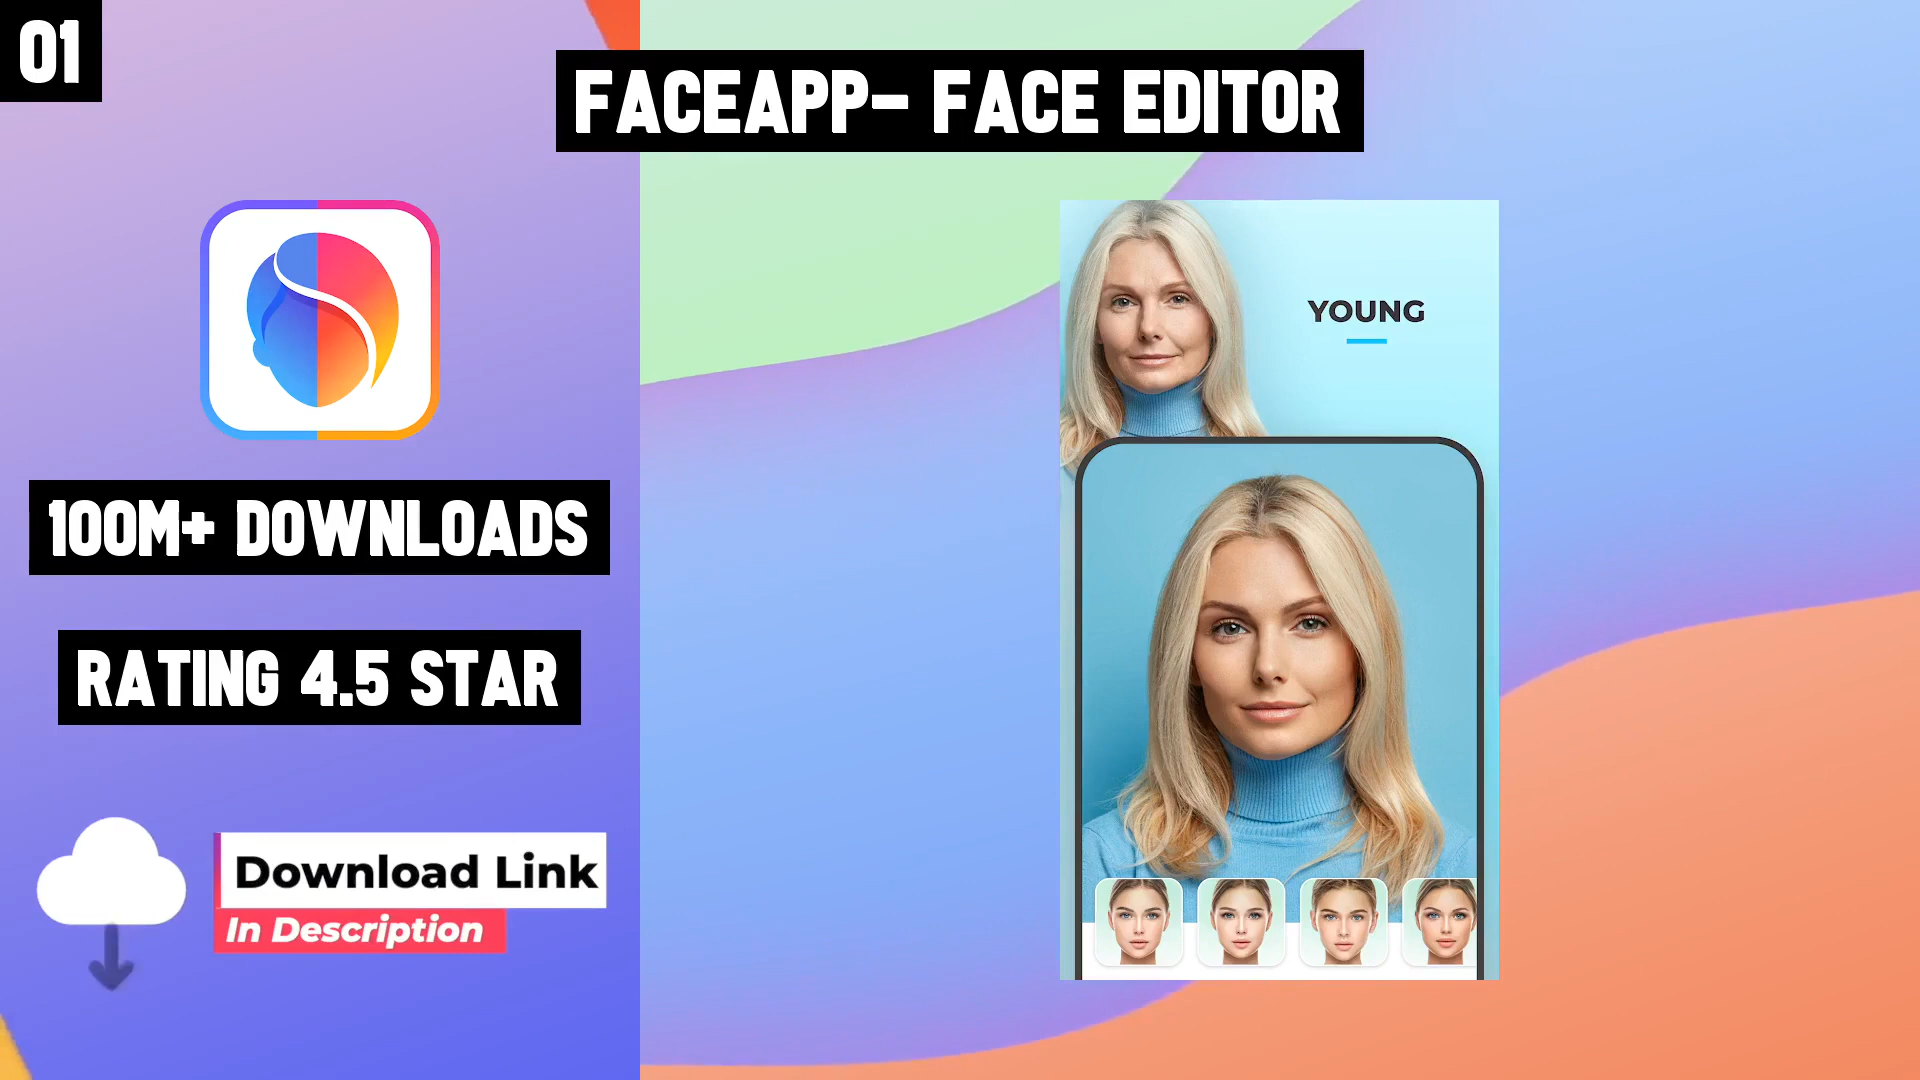 01
FACEAPP- FACE EDITOR
YOUNG
100M+ DOWNLOADS
RATING 4.5 STAR
Download Link
In Description